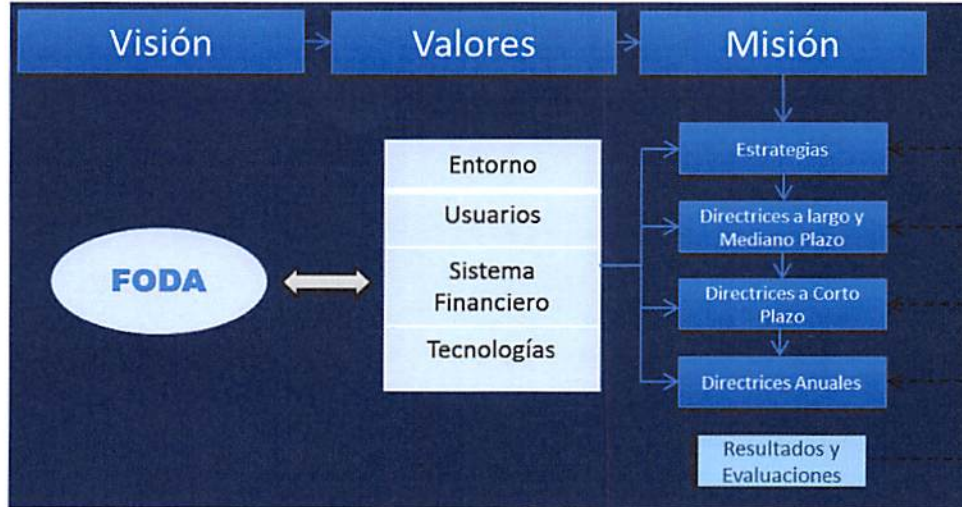 Visión
Valores
Misión
FODA
Entorno
Usuarios
Sistema
Financiero
Tecnologías
Estrategias
Directrices a largo y
Mediano Plazo
Directrices a Corto
Plazo
Directrices Anuales
Resultados y
Evaluaciones